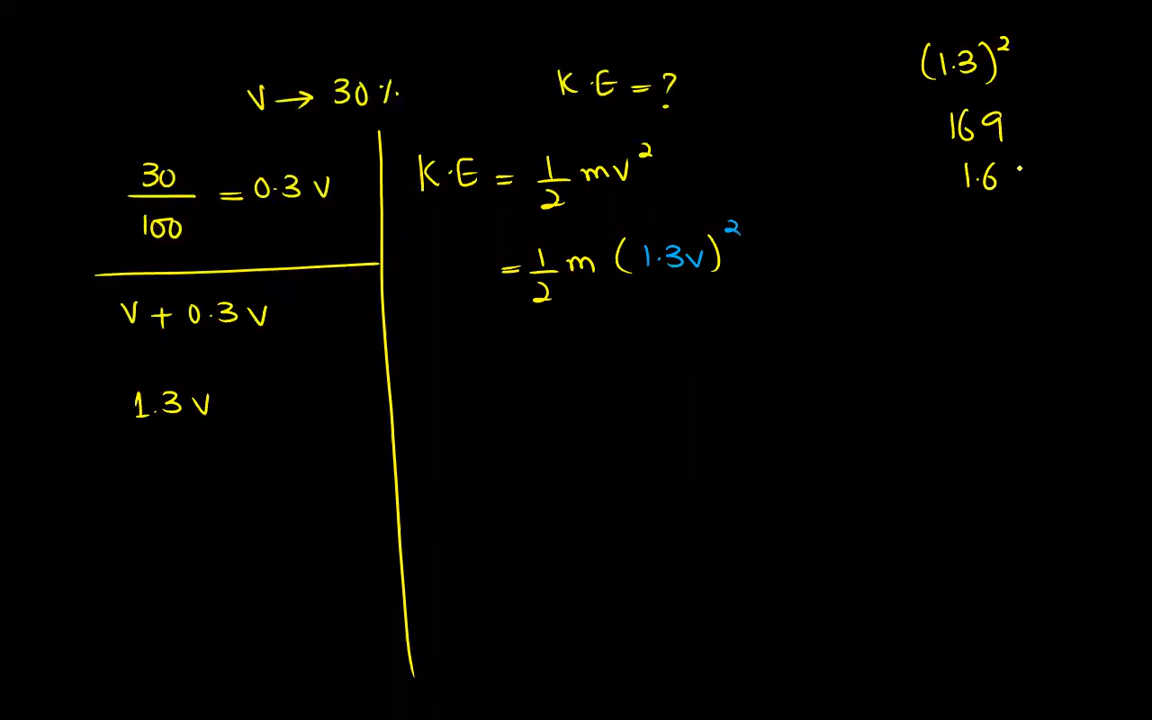 V → 30%
30/100 = 0.3 V
V + 0.3 V
1.3 V
K.E = ?
K.E = 1/2 mv²
= 1/2 m (1.3v)²
(1.3)²
169
1.6